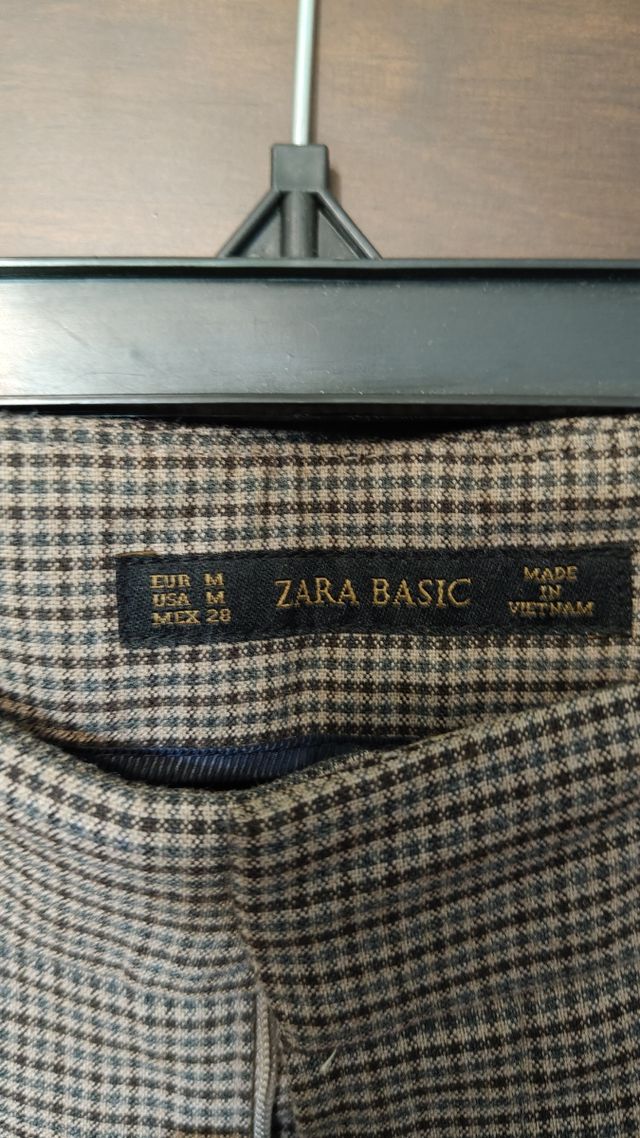 EUR M
USA M
MEX 28
ZARA BASIC
MADE
IN
VIETNAM